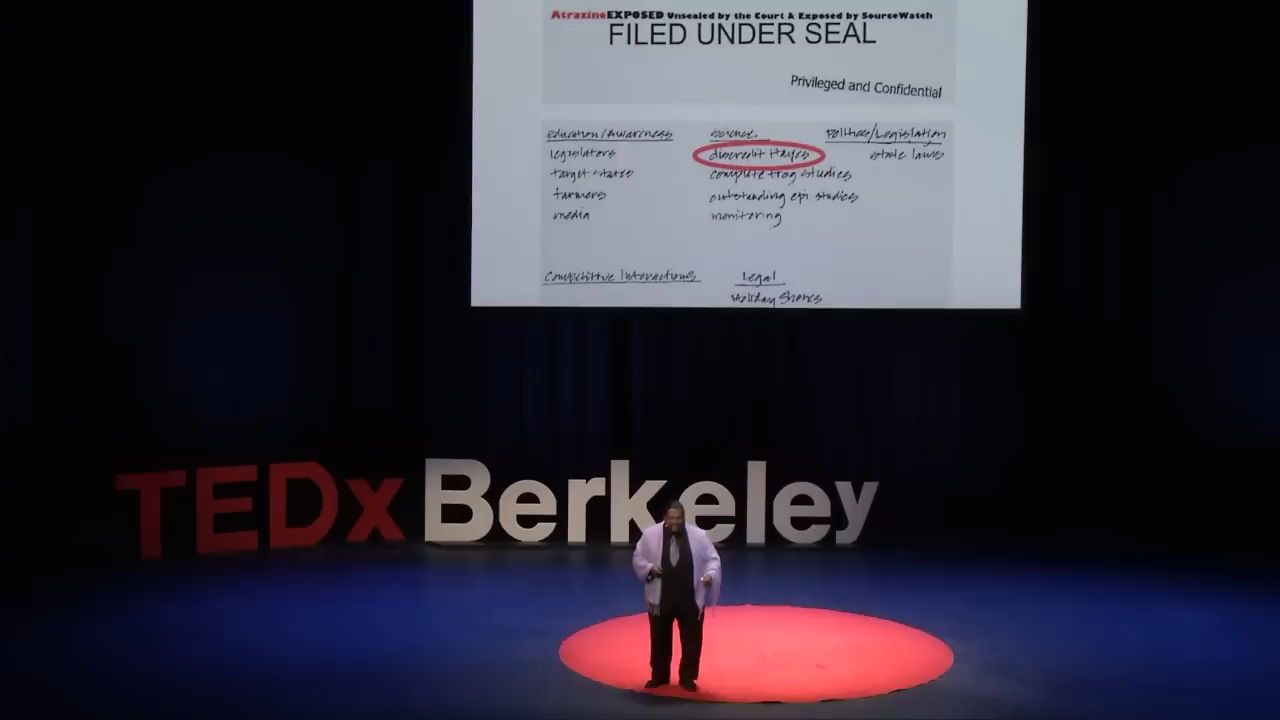 AtrazineEXPOSED Unsealed by the Court & Exposed by SourceWatch
FILED UNDER SEAL
Privileged and Confidential
education/Awareness
legislators
target states
farmers
media
science
discredit Hayes
complete frog studies
outstanding epi studies
monitoring
Politics/Legislation
state laws
Competitive Interactions
Legal
Holiday Shores
TEDxBerkeley